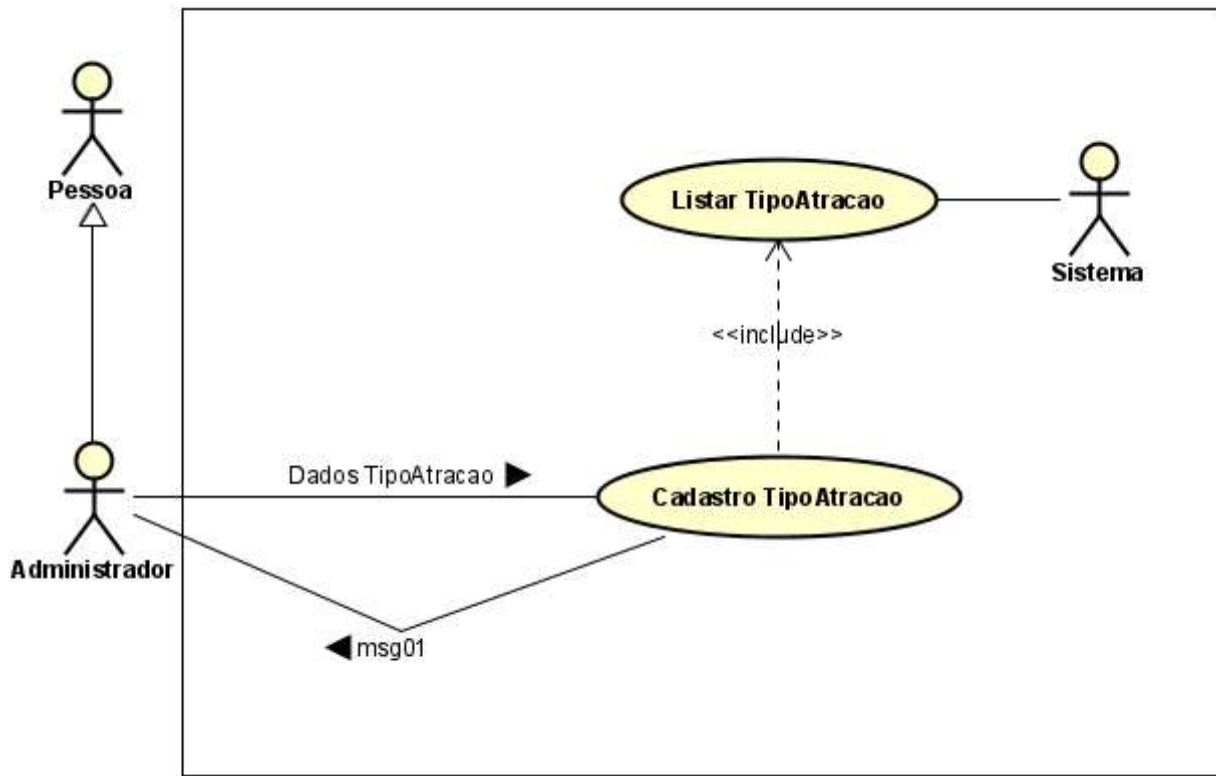 Pessoa
Listar TipoAtracao
Sistema
<<include>>
Dados TipoAtracao
Cadastro TipoAtracao
Administrador
msg01